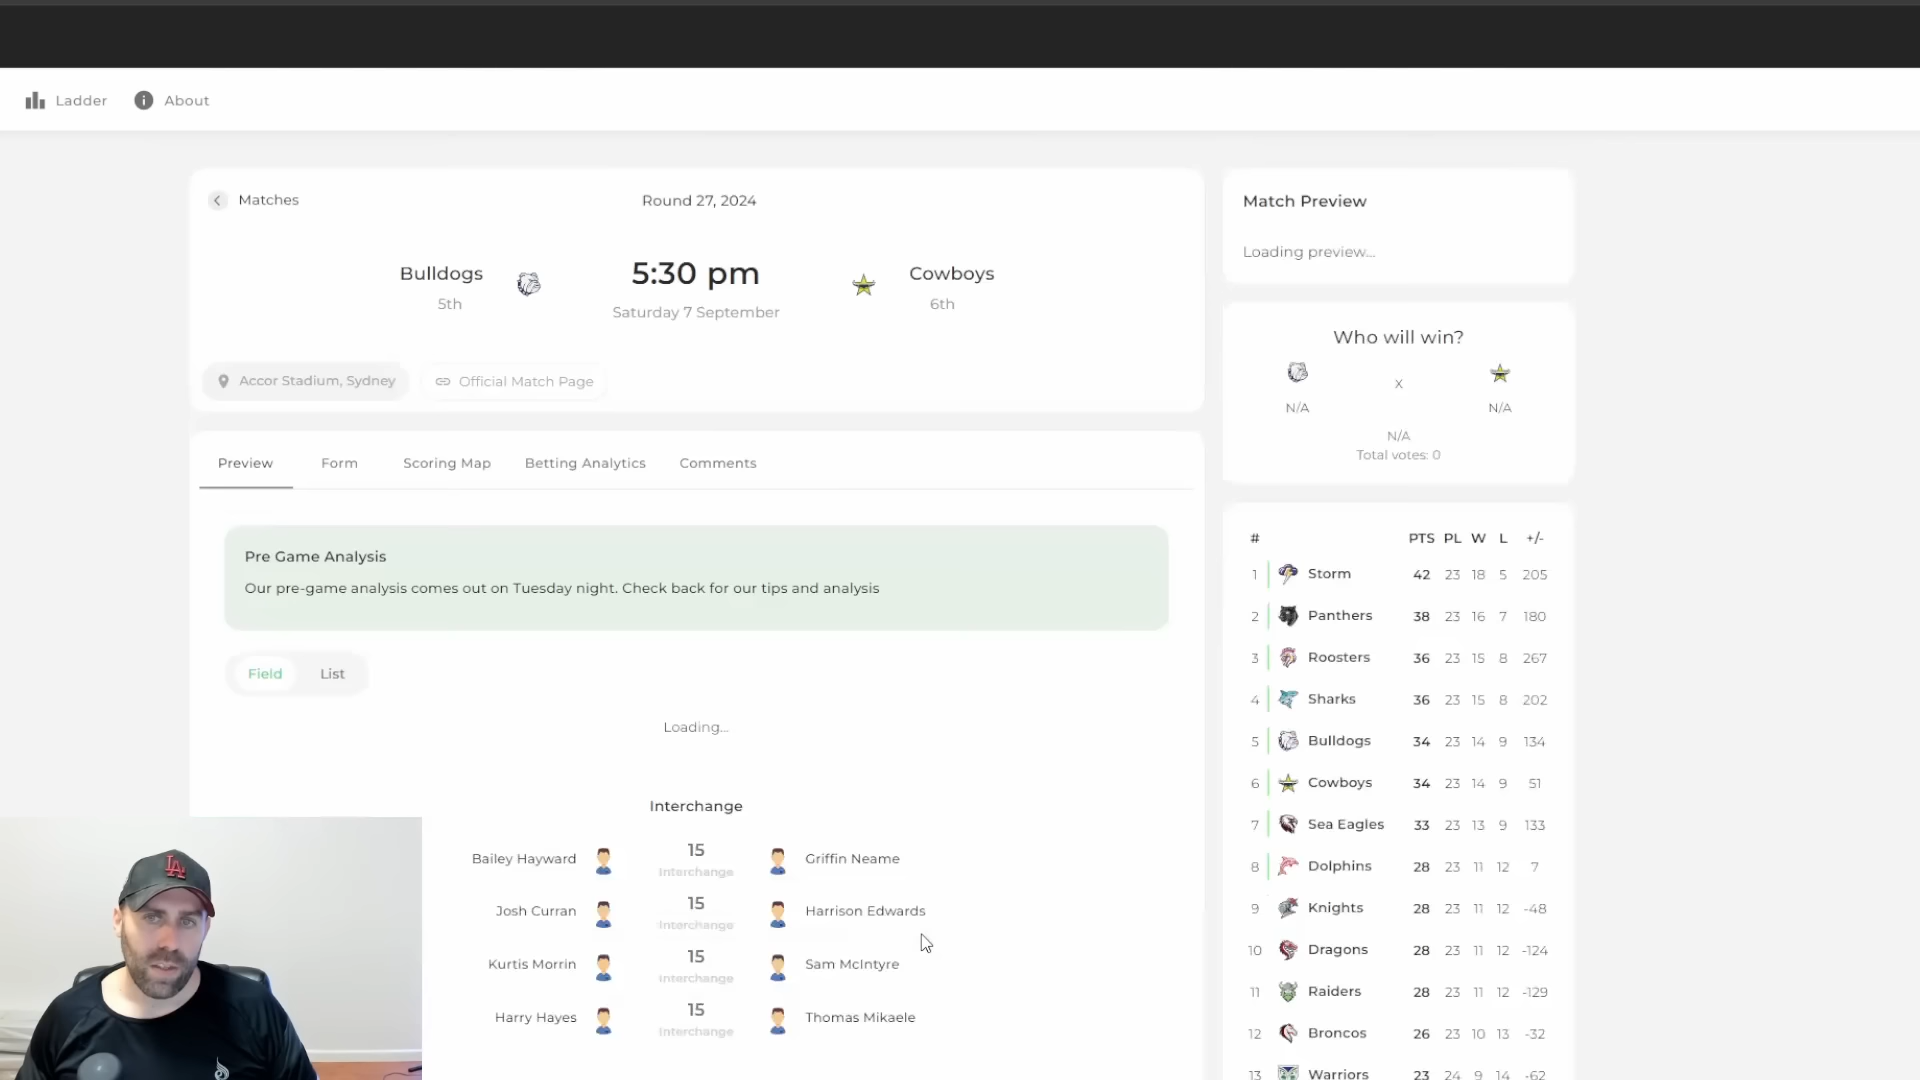 Ladder About
Matches
Round 27, 2024
Bulldogs
5th
5:30 pm
Saturday 7 September
Cowboys
6th
Accor Stadium, Sydney
Official Match Page
Preview Form Scoring Map Betting Analytics Comments
Pre Game Analysis
Our pre-game analysis comes out on Tuesday night. Check back for our tips and analysis
Field List
Loading...
Interchange
Bailey Hayward 15 Griffin Neame
Interchange
Josh Curran 15 Harrison Edwards
Interchange
Kurtis Morrin 15 Sam McIntyre
Interchange
Harry Hayes 15 Thomas Mikaele
Interchange
LA
Match Preview
Loading preview...
Who will win?
X
N/A N/A
N/A
Total votes: 0
# PTS PL W L +/-
1 Storm 42 23 18 5 205
2 Panthers 38 23 16 7 180
3 Roosters 36 23 15 8 267
4 Sharks 36 23 15 8 202
5 Bulldogs 34 23 14 9 134
6 Cowboys 34 23 14 9 51
7 Sea Eagles 33 23 13 9 133
8 Dolphins 28 23 11 12 7
9 Knights 28 23 11 12 -48
10 Dragons 28 23 11 12 -124
11 Raiders 28 23 11 12 -129
12 Broncos 26 23 10 13 -32
13 Warriors 23 24 9 14 -62